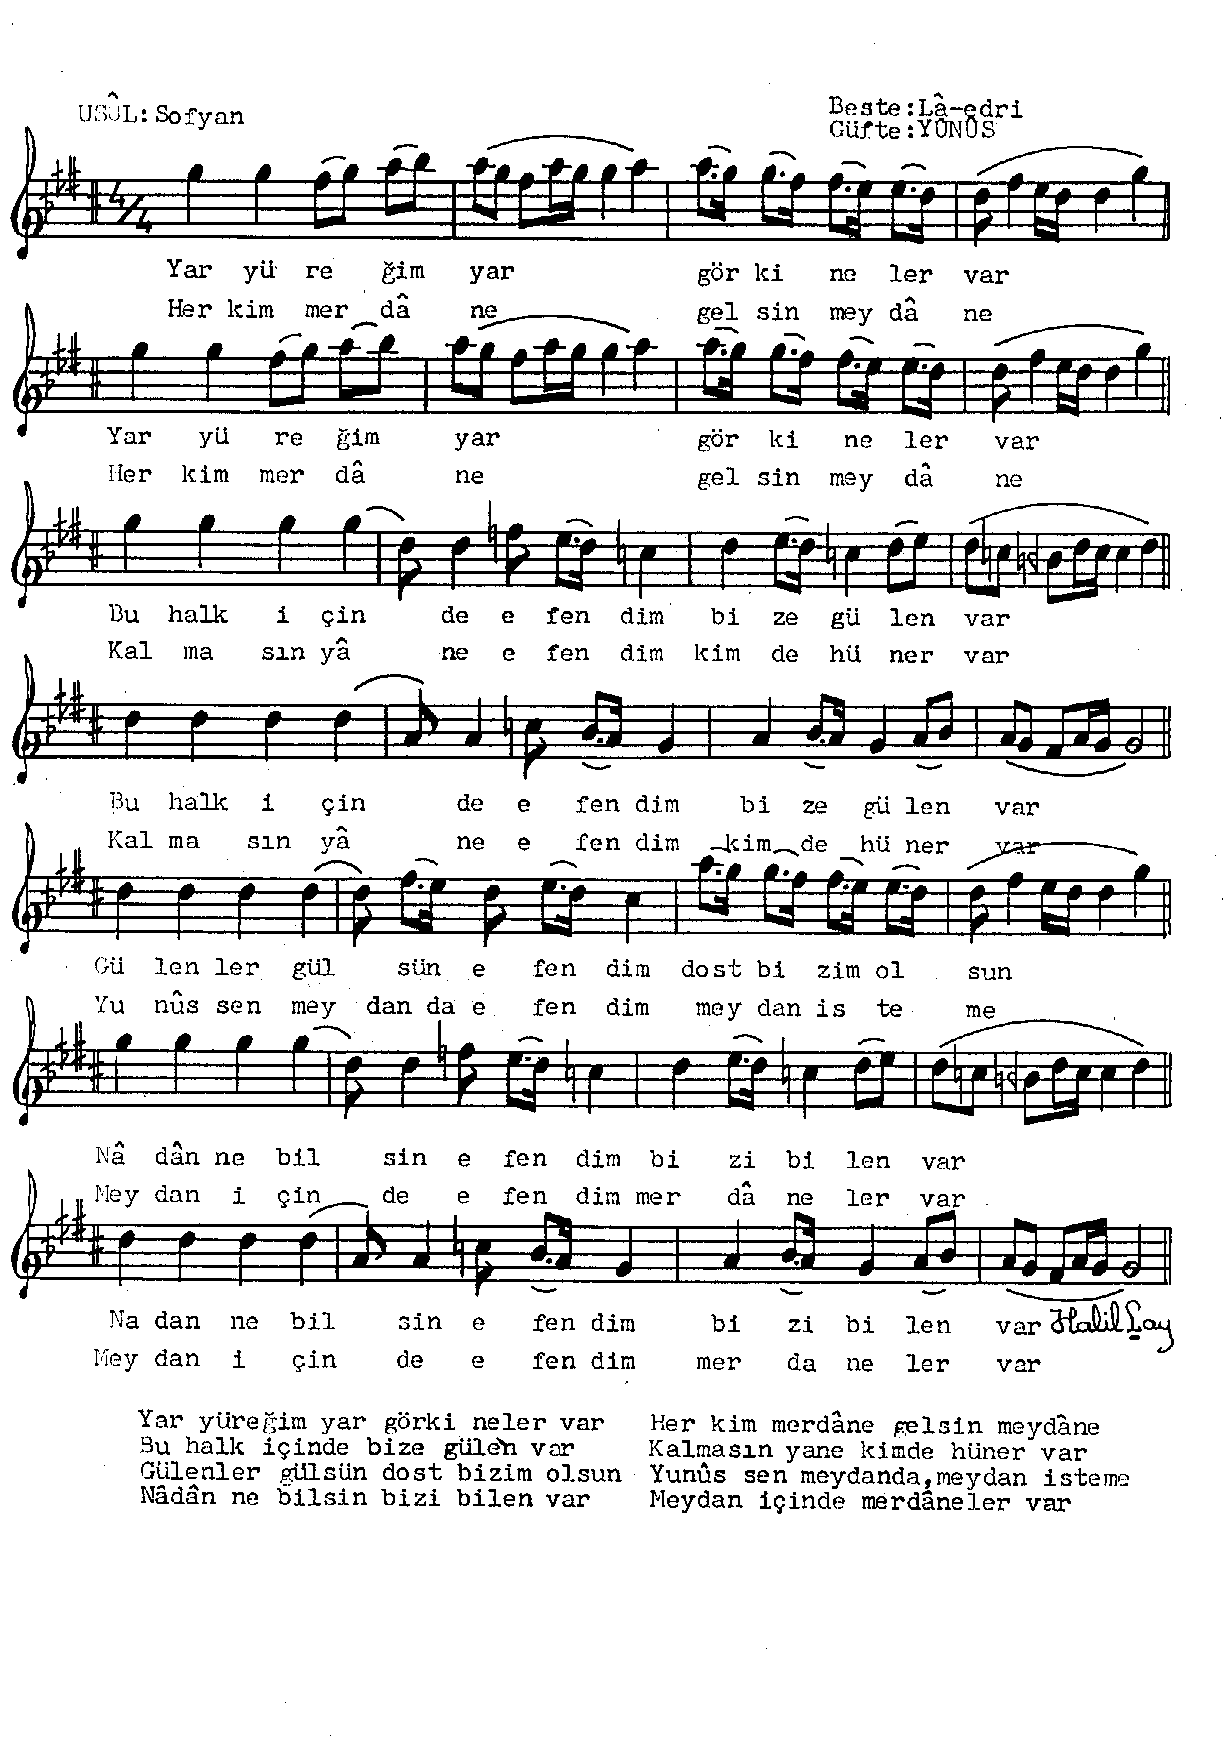 USÛL: Sofyan
Beste:Lâ-edri
Güfte:YÛNÛS
4/4
Yar yü re ğim yar gör ki ne ler var
Her kim mer dâ ne gel sin mey dâ ne
Yar yü re ğim yar gör ki ne ler var
Her kim mer dâ ne gel sin mey dâ ne
Bu halk i çin de e fen dim bi ze gü len var
Kal ma sın yâ ne e fen dim kim de hü ner var
Bu halk i çin de e fen dim bi ze gü len var
Kal ma sın yâ ne e fen dim kim de hü ner var
Gü len ler gül sün e fen dim dost bi zim ol sun
Yu nûs sen mey dan da e fen dim mey dan is te me
Nâ dân ne bil sin e fen dim bi zi bi len var
Mey dan i çin de e fen dim mer dâ ne ler var
Na dan ne bil sin e fen dim bi zi bi len var Halil Çay
Mey dan i çin de e fen dim mer da ne ler var
Yar yüreğim yar görki neler var Her kim merdâne gelsin meydâne
Bu halk içinde bize gülen var Kalmasın yane kimde hüner var
Gülenler gülsün dost bizim olsun Yunûs sen meydanda,meydan isteme
Nâdân ne bilsin bizi bilen var Meydan içinde merdâneler var